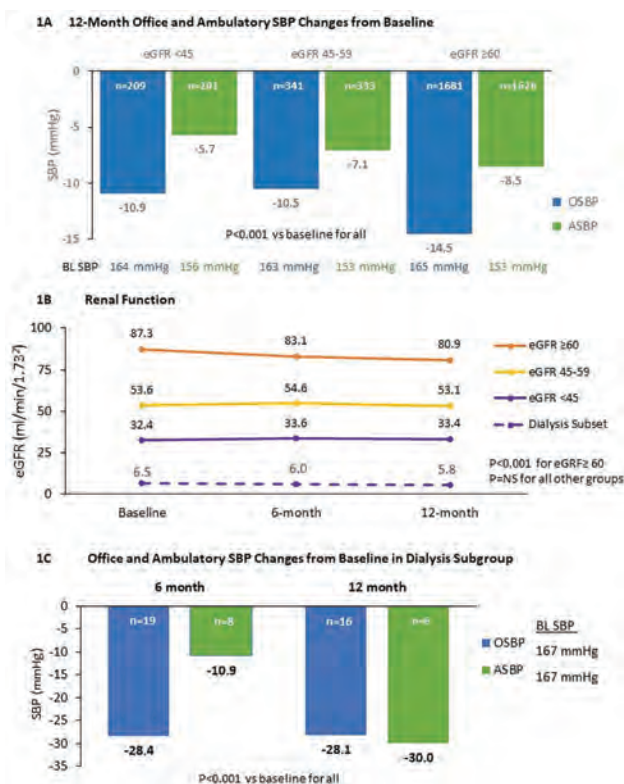 1A 12-Month Office and Ambulatory SBP Changes from Baseline
eGFR <45 eGFR 45-59 eGFR ≥60
0
-5
-10
-15
SBP (mmHg)
n=209 n=201 n=341 n=333 n=1681 n=1626
-5.7
-7.1
-8.5
-10.9
-10.5
-14.5
OSBP
ASBP
P<0.001 vs baseline for all
BL SBP 164 mmHg 156 mmHg 163 mmHg 153 mmHg 165 mmHg 153 mmHg
1B Renal Function
100
75
50
25
0
eGFR (ml/min/1.73²)
87.3 83.1 80.9
53.6 54.6 53.1
32.4 33.6 33.4
6.5 6.0 5.8
Baseline 6-month 12-month
eGFR ≥60
eGFR 45-59
eGFR <45
Dialysis Subset
P<0.001 for eGRF≥ 60
P=NS for all other groups
1C Office and Ambulatory SBP Changes from Baseline in Dialysis Subgroup
6 month 12 month
0
-5
-10
-15
-20
-25
-30
-35
SBP (mmHg)
n=19 n=8 n=16 n=6
-10.9
-28.4
-28.1
-30.0
BL SBP
OSBP 167 mmHg
ASBP 167 mmHg
P<0.001 vs baseline for all